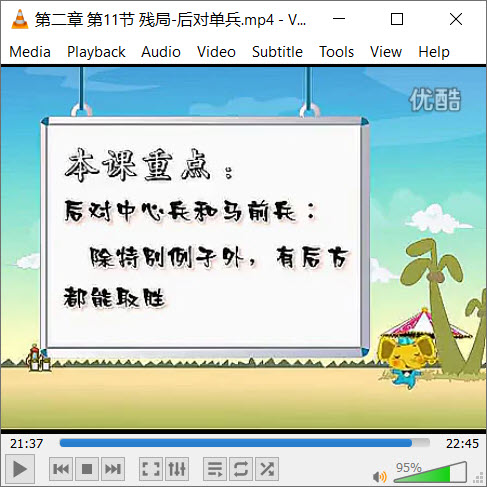 第二章 第11节 残局-后对单兵.mp4 - V...
Media Playback Audio Video Subtitle Tools View Help
优酷
本课重点：
后对中心兵和马前兵：
除特别例子外，有后方
都能取胜
21:37 22:45
95%